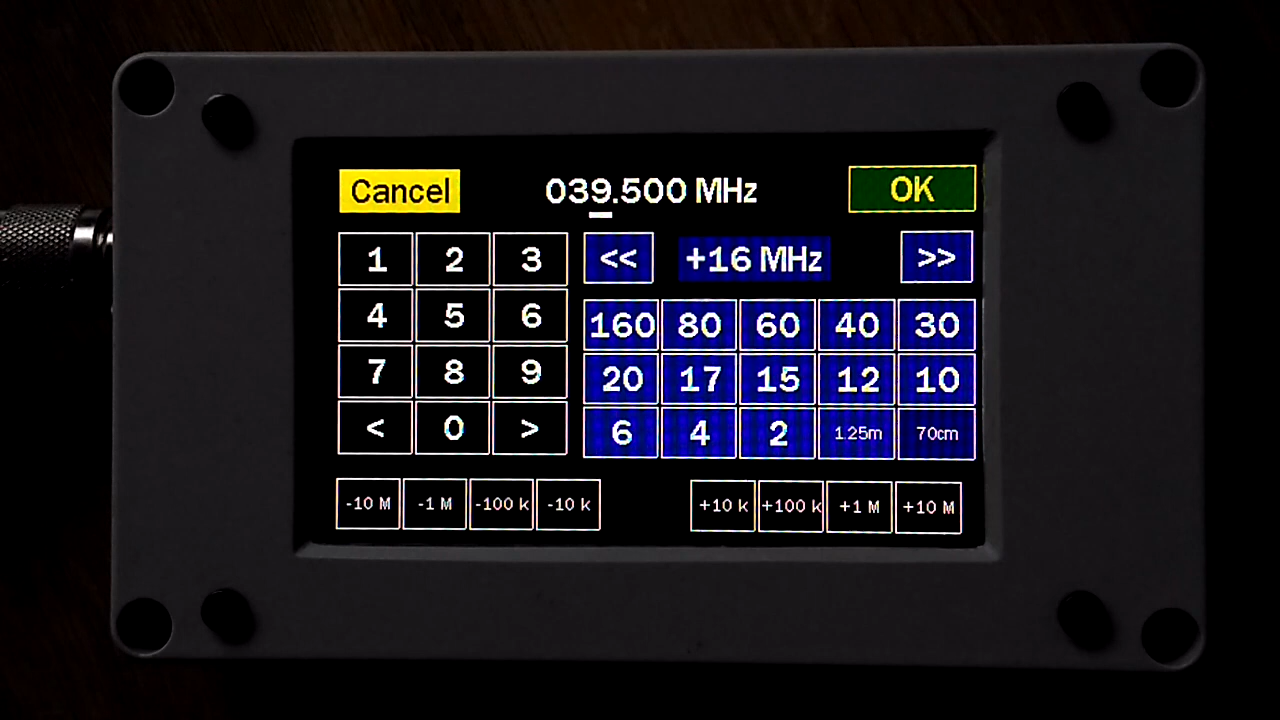 Cancel 039.500 MHz OK
1 2 3 << +16 MHz >>
4 5 6 160 80 60 40 30
7 8 9 20 17 15 12 10
< 0 > 6 4 2 1.25m 70cm
-10 M -1 M -100 k -10 k +10 k +100 k +1 M +10 M